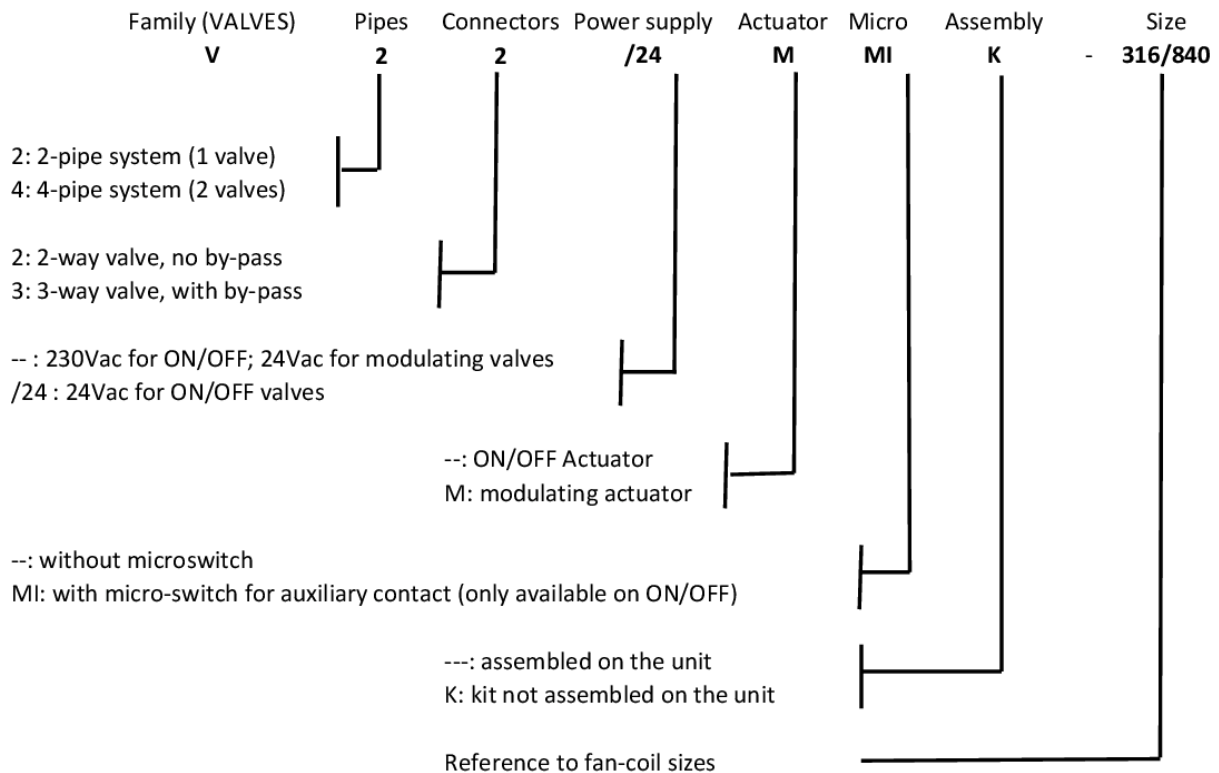 Family (VALVES) Pipes Connectors Power supply Actuator Micro Assembly Size
V 2 2 /24 M MI K - 316/840
2: 2-pipe system (1 valve)
4: 4-pipe system (2 valves)
2: 2-way valve, no by-pass
3: 3-way valve, with by-pass
-- : 230Vac for ON/OFF; 24Vac for modulating valves
/24 : 24Vac for ON/OFF valves
--: ON/OFF Actuator
M: modulating actuator
--: without microswitch
MI: with micro-switch for auxiliary contact (only available on ON/OFF)
---: assembled on the unit
K: kit not assembled on the unit
Reference to fan-coil sizes